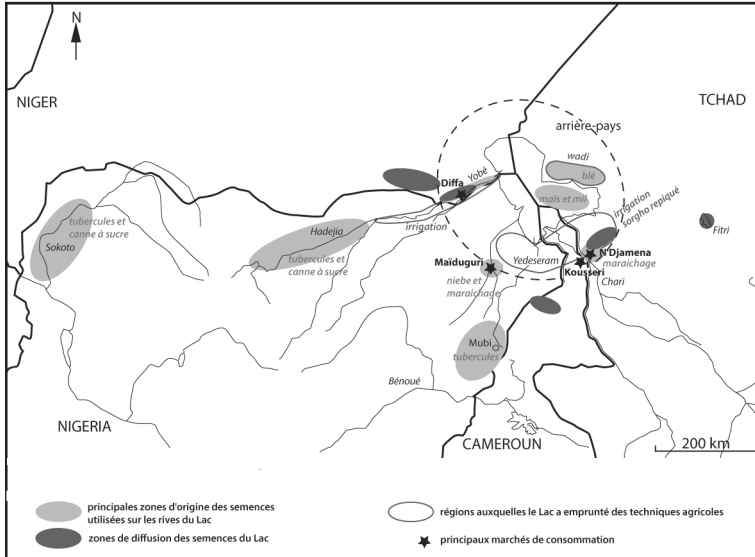 N
NIGER
TCHAD
arrière-pays
wadi
blé
Diffa
Yobé
maïs et mil
irrigation
sorgho repiqué
tubercules et
canne à sucre
Sokoto
Hadejia
irrigation
tubercules et
canne à sucre
Fitri
Maïduguri
Yedeseram
N'Djamena
maraichage
Kousseri
niebe et
maraichage
Chari
Mubi
tubercules
Bénoué
NIGERIA
CAMEROUN
200 km
principales zones d'origine des semences
utilisées sur les rives du Lac
régions auxquelles le Lac a emprunté des techniques agricoles
zones de diffusion des semences du Lac
principaux marchés de consommation